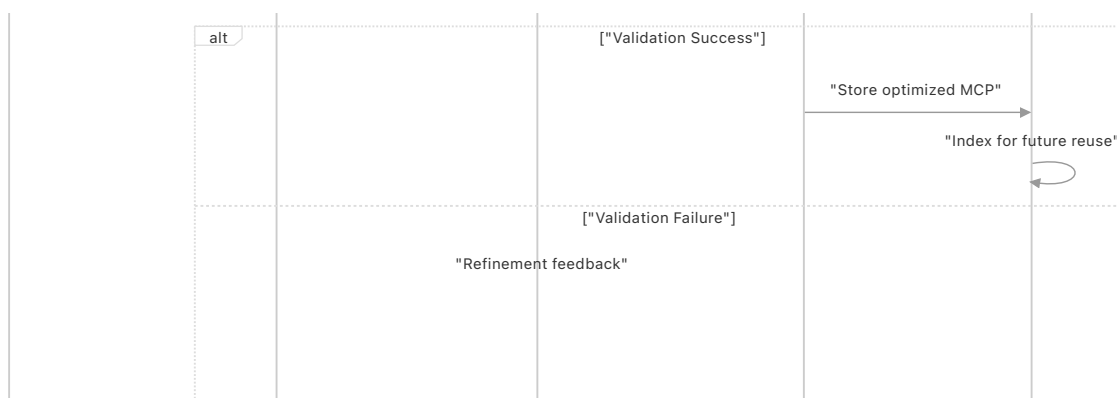 alt
["Validation Success"]
"Store optimized MCP"
"Index for future reuse"
["Validation Failure"]
"Refinement feedback"